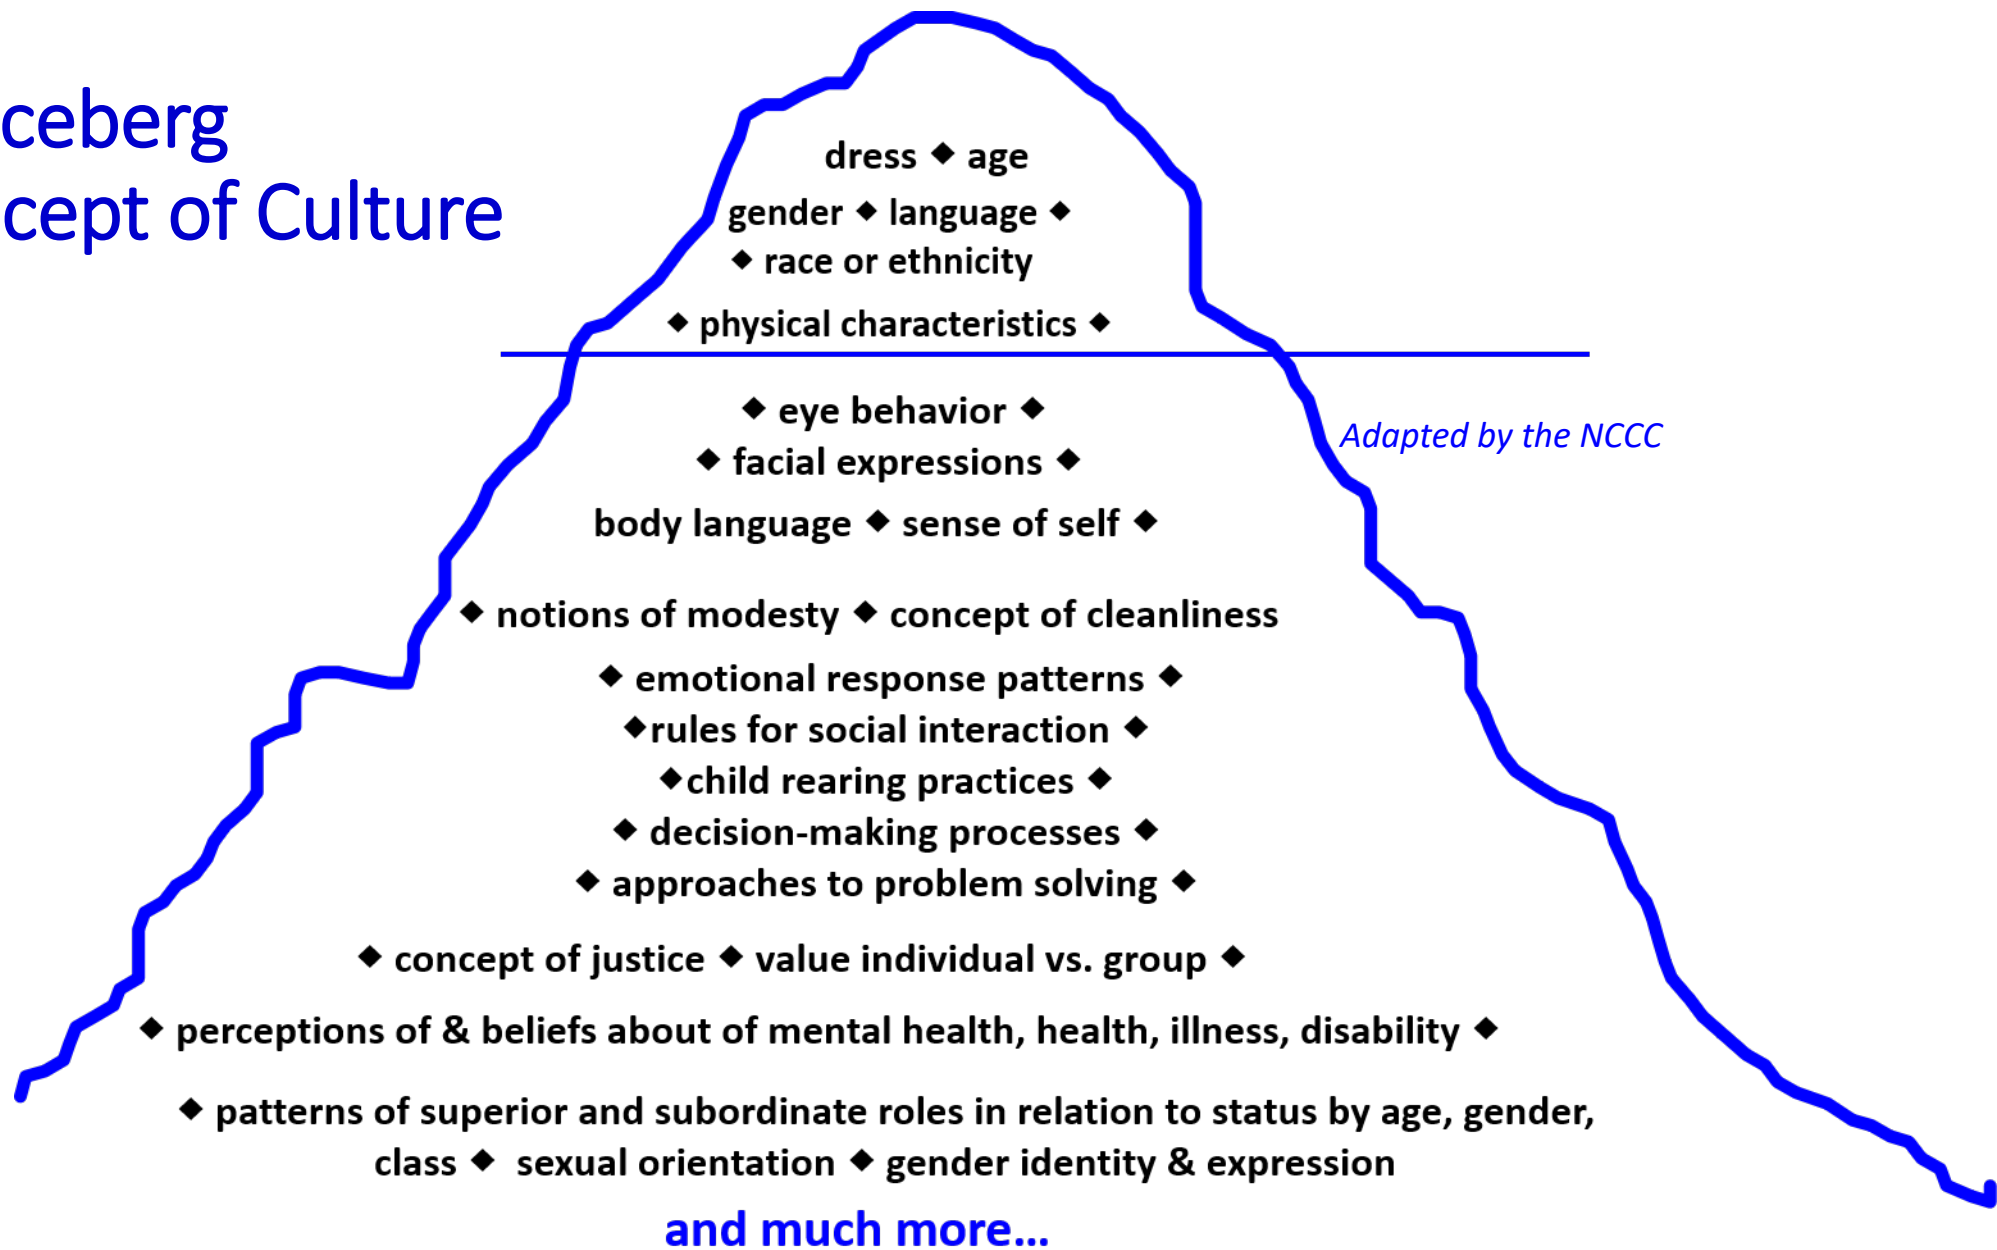 ceberg
cept of Culture
dress ◆ age
gender ◆ language ◆
◆ race or ethnicity
◆ physical characteristics ◆
◆ eye behavior ◆
Adapted by the NCCC
◆ facial expressions ◆
body language ◆ sense of self ◆
◆ notions of modesty ◆ concept of cleanliness
◆ emotional response patterns ◆
◆rules for social interaction ◆
◆child rearing practices ◆
◆ decision-making processes ◆
◆ approaches to problem solving ◆
◆ concept of justice ◆ value individual vs. group ◆
◆ perceptions of & beliefs about of mental health, health, illness, disability ◆
◆ patterns of superior and subordinate roles in relation to status by age, gender,
class ◆ sexual orientation ◆ gender identity & expression
and much more...